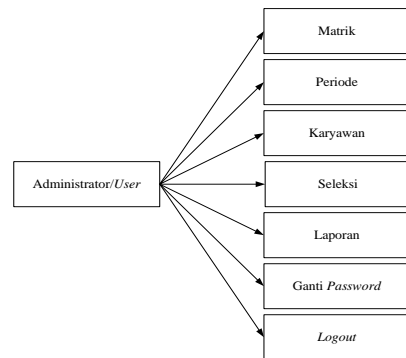 Matrik
Periode
Karyawan
Administrator/User
Seleksi
Laporan
Ganti Password
Logout